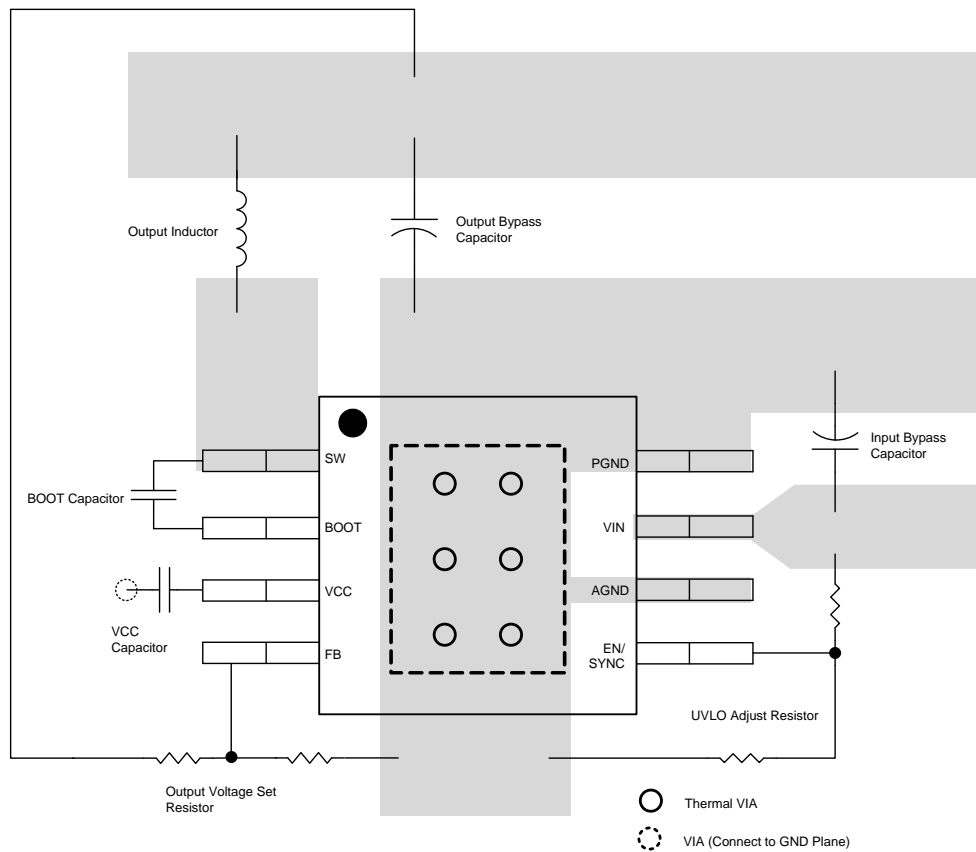 Output Inductor
Output Bypass
Capacitor
SW
PGND
Input Bypass
Capacitor
BOOT Capacitor
BOOT
VIN
VCC
AGND
VCC
Capacitor
FB
EN/
SYNC
UVLO Adjust Resistor
Output Voltage Set
Resistor
Thermal VIA
VIA (Connect to GND Plane)